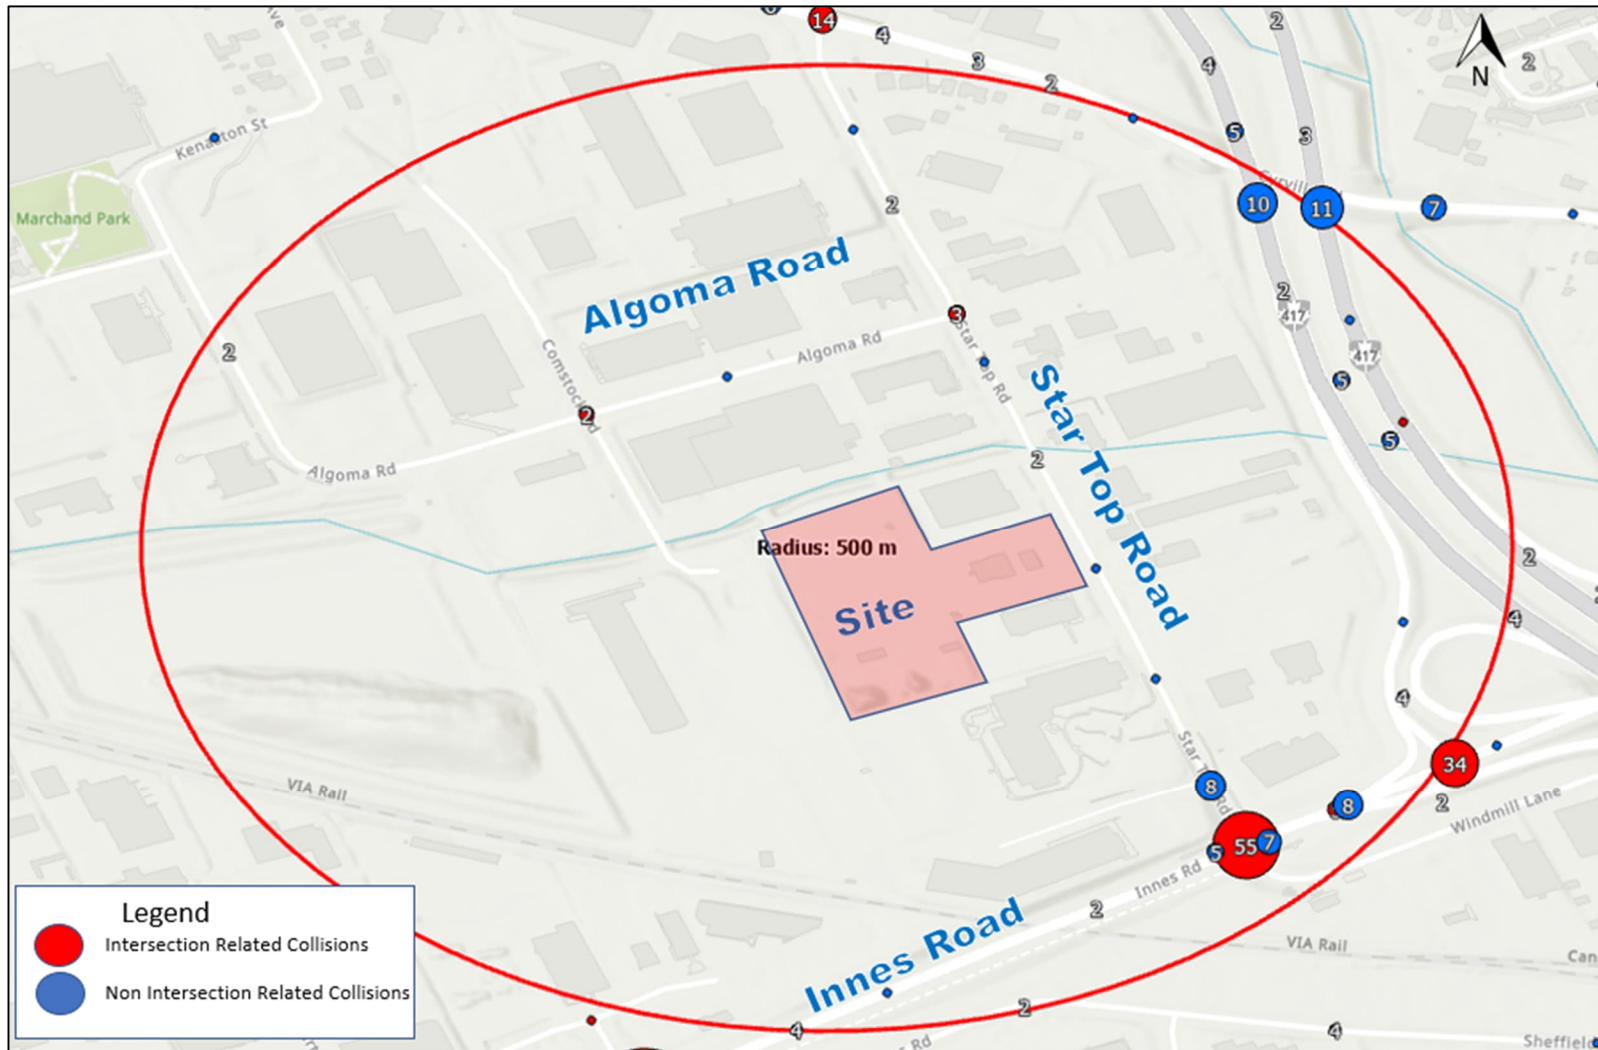 14
4
3
2
4
2
2
N
5
3
Kenaston St
10
11
7
Marchand Park
2
Algoma Road
2
417
3
417
Algoma Rd
Star Top Rd
2
Comstock Rd
5
2
Star Top Road
5
Algoma Rd
2
Radius: 500 m
2
Site
4
4
Star Top Rd
34
VIA Rail
8
8
2
Windmill Lane
55
7
5
Innes Rd
Legend
Innes Road
2
Intersection Related Collisions
VIA Rail
Non Intersection Related Collisions
2
4
4
Sheffield